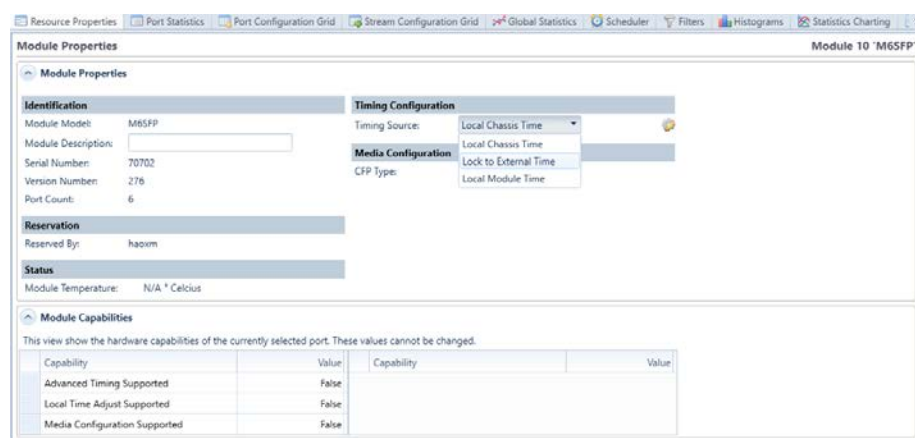 Resource Properties Port Statistics Port Configuration Grid Stream Configuration Grid Global Statistics Scheduler Filters Histograms Statistics Charting
Module Properties Module 10 'M6SFP'
Module Properties
Identification Timing Configuration
Module Model: M6SFP Timing Source: Local Chassis Time
Module Description: Local Chassis Time
Media Configuration
Serial Number: 70702 Lock to External Time
CFP Type:
Version Number: 276 Local Module Time
Port Count: 6
Reservation
Reserved By: haoxm
Status
Module Temperature: N/A ° Celcius
Module Capabilities
This view show the hardware capabilities of the currently selected port. These values cannot be changed.
Capability Value Capability Value
Advanced Timing Supported False
Local Time Adjust Supported False
Media Configuration Supported False